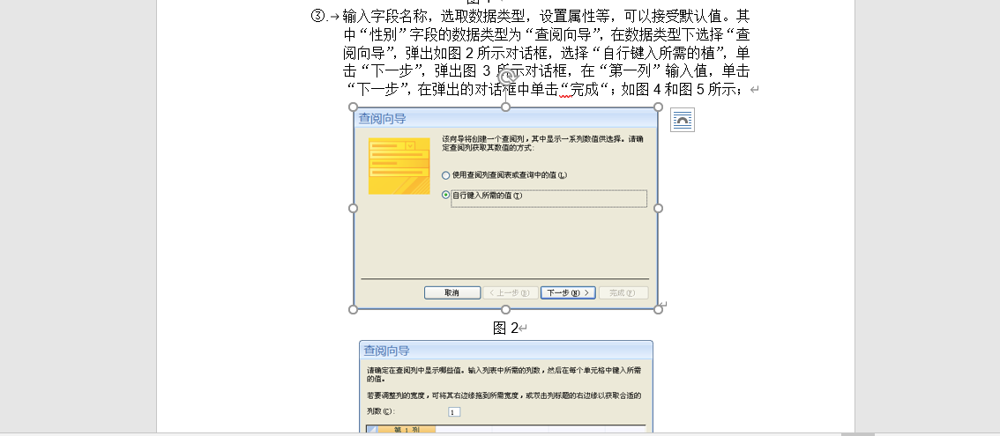 ③.→输入字段名称，选取数据类型，设置属性等，可以接受默认值。其
中“性别”字段的数据类型为“查阅向导”，在数据类型下选择“查
阅向导”，弹出如图2所示对话框，选择“自行键入所需的植”，单
击“下一步”，弹出图 3 所示对话框，在“第一列”输入值，单击
“下一步”，在弹出的对话框中单击“完成“；如图4和图5所示；
查阅向导
该向导将创建一个查阅列，其中显示一系列数值供选择。请确
定查阅列获取其数值的方式:
使用查阅列查阅表或查询中的值(L)
自行键入所需的值(I)
取消 < 上一步(B) 下一步(N) > 完成(F)
图 2
查阅向导
请确定在查阅列中显示哪些值。输入列表中所需的列数，然后在每个单元格中键入所需
的值。
若要调整列的宽度，可将其右边缘拖到所需宽度，或双击列标题的右边缘以获取合适的
列数(C): 1
第 1 列